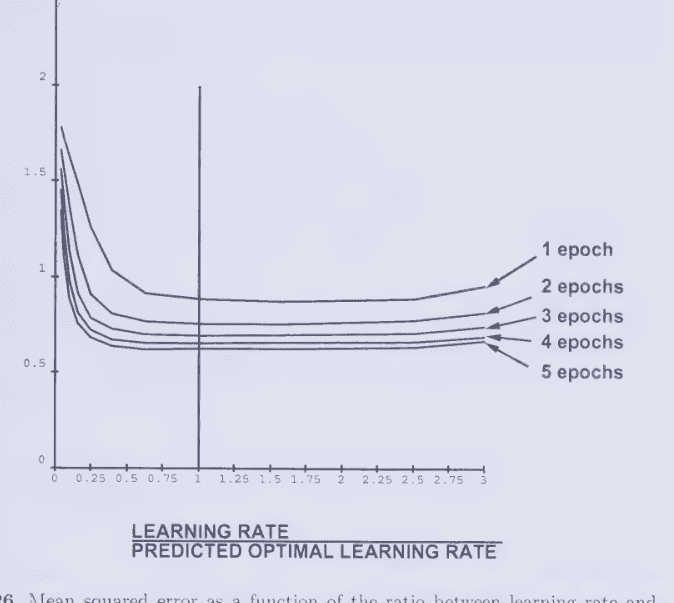 2
1.5
1 epoch
1
2 epochs
3 epochs
4 epochs
0.5
5 epochs
0
0 0.25 0.5 0.75 1 1.25 1.5 1.75 2 2.25 2.5 2.75 3
LEARNING RATE
PREDICTED OPTIMAL LEARNING RATE
26. Mean squared error as a function of the ratio between learning rate and